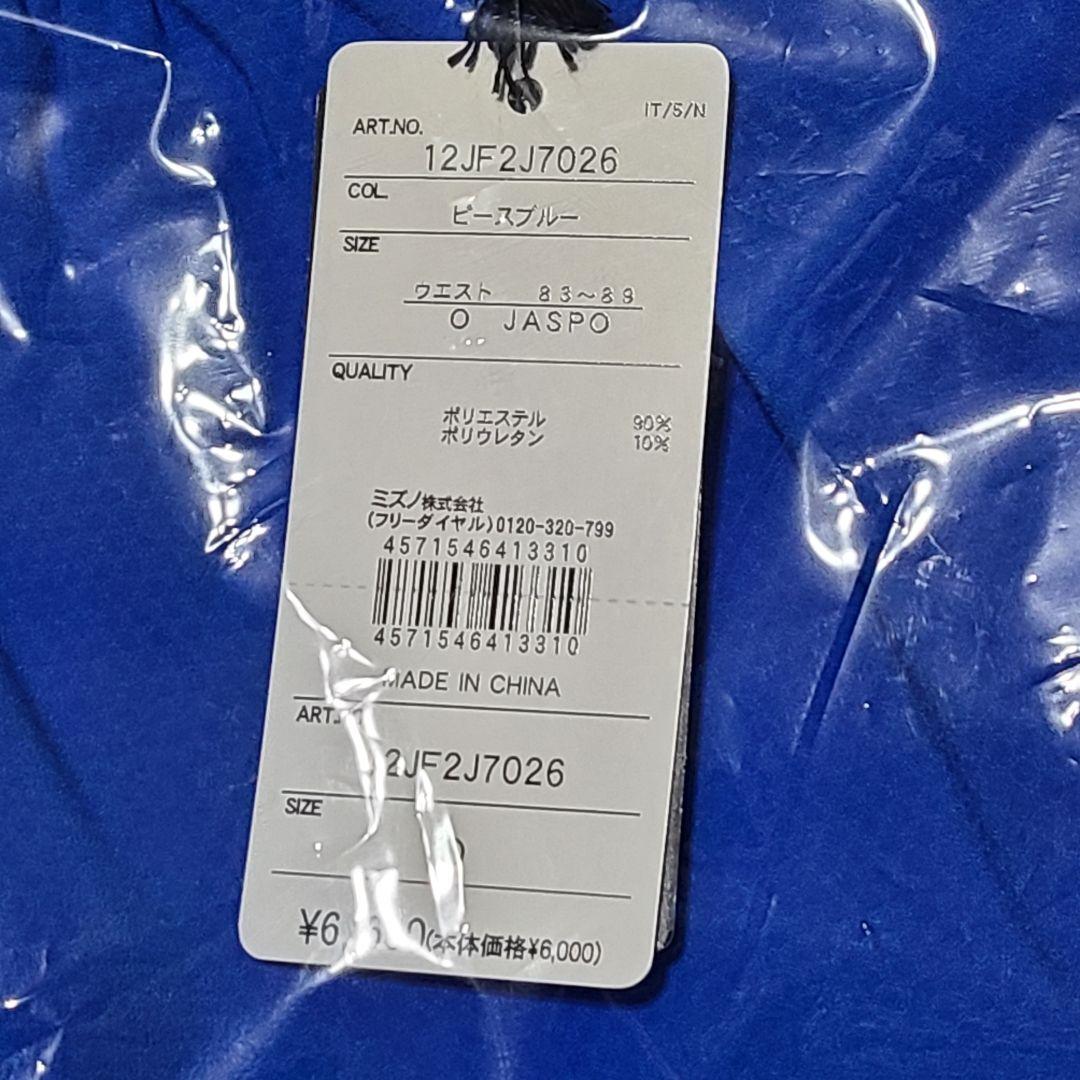 IT/S/N
ART.NO.
12JF2J7026
COL.
ピースブルー
SIZE
ウエスト 83～89
O JASPO
QUALITY
ポリエステル 90%
ポリウレタン 10%
ミズノ株式会社
(フリーダイヤル)0120-320-799
4571546413310
4571546413310
MADE IN CHINA
ART.
2JF2J7026
SIZE
(本体価格¥6,000)